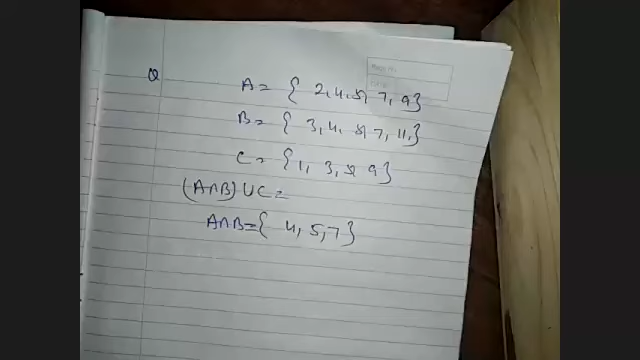 Q
A = { 2, 4, 5, 7, 9}
B = { 3, 4, 5, 7, 11,}
C = {1, 3, 5, 9}
(A∩B) ∪ C =
A∩B = { 4, 5, 7}